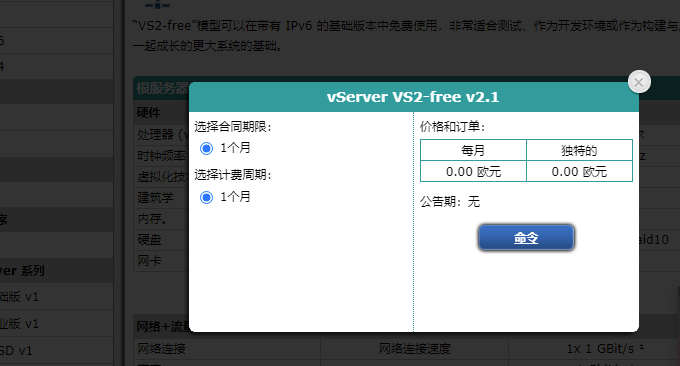 “VS2-free”模型可以在带有 IPv6 的基础版本中免费使用，非常适合测试、作为开发环境或作为构建与
一起成长的更大系统的基础。
根服务器
vServer VS2-free v2.1
硬件
选择合同期限：
1个月
选择计费周期：
1个月
价格和订单：
每月 独特的
0.00 欧元 0.00 欧元
公告期：无
命令
处理器
时钟频率
虚拟化技
建筑学
内存。
硬盘
网卡
aid10
ver 系列
础版 v1
业版 v1
SD v1
网络+流量
网络连接 网络连接速度 1x 1 GBit/s ²